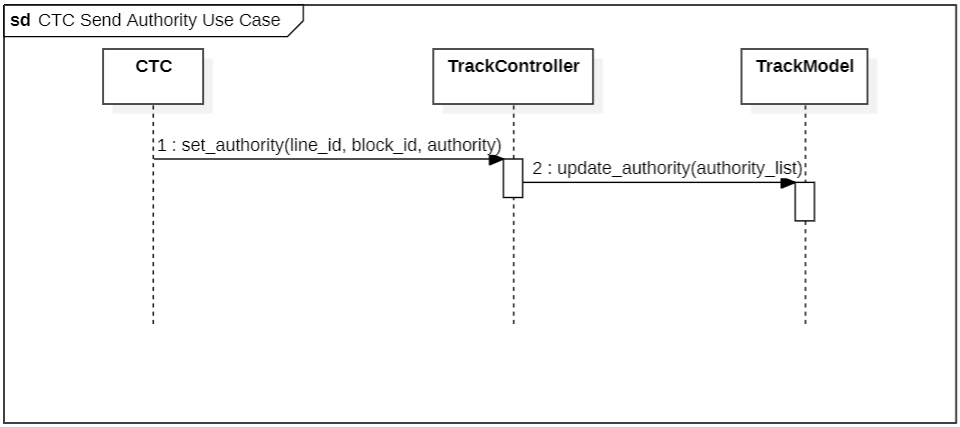 sd CTC Send Authority Use Case
CTC
TrackController
TrackModel
1 : set_authority(line_id, block_id, authority)
2 : update_authority(authority_list)